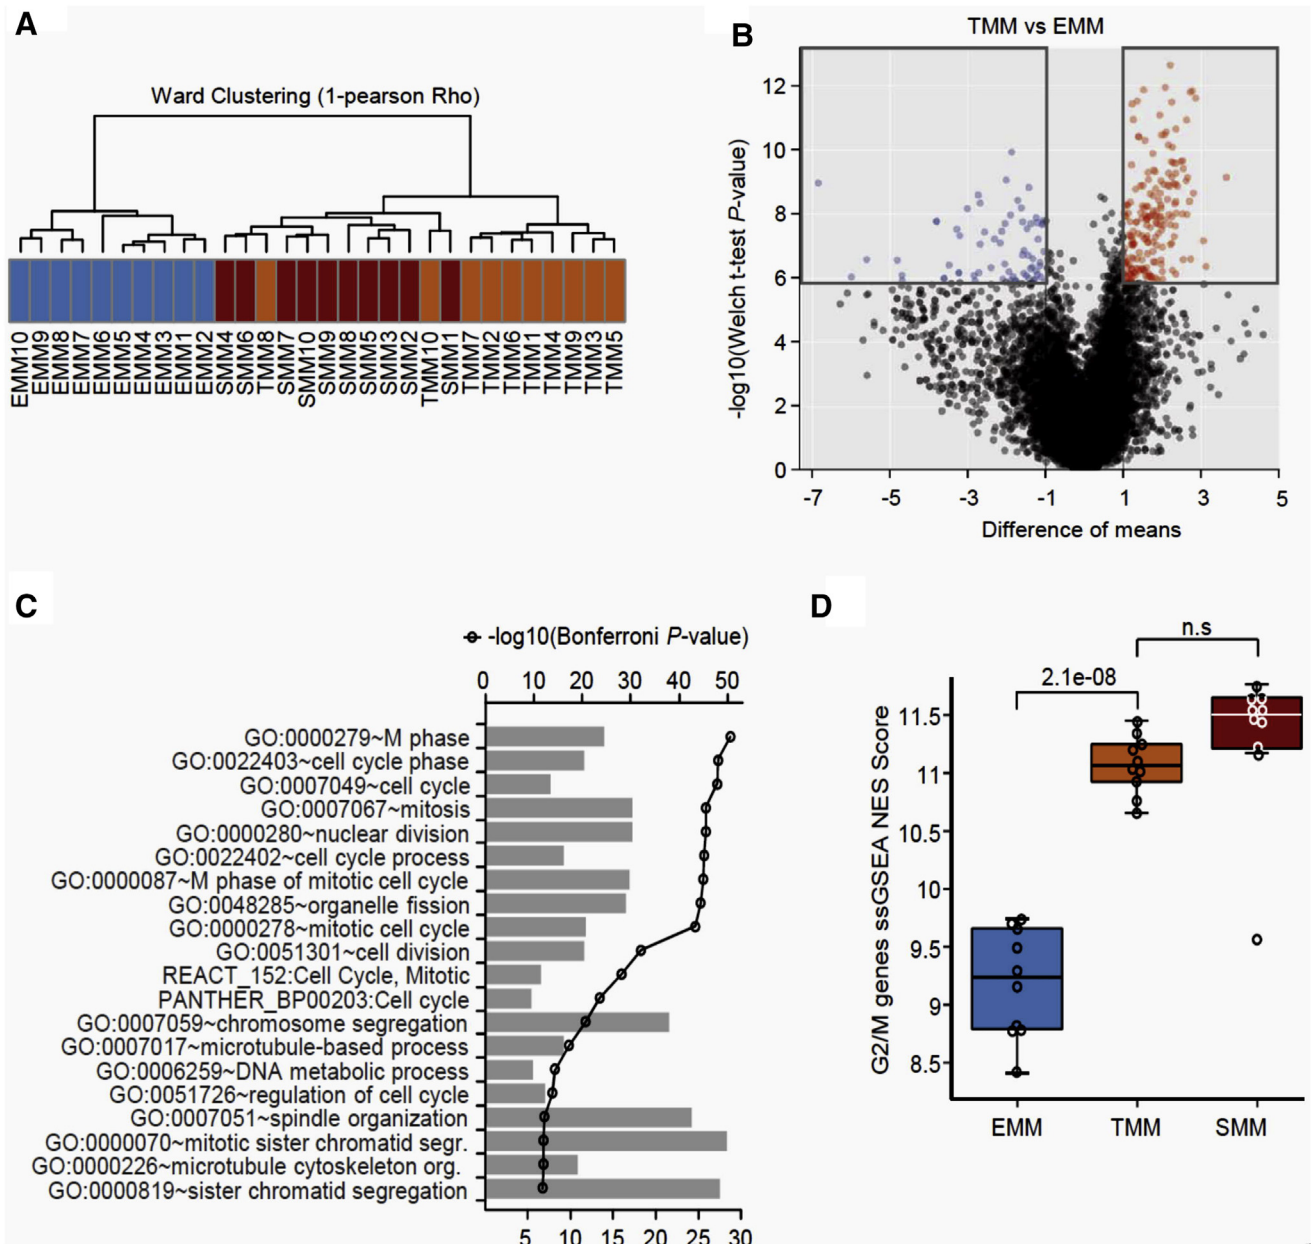 A
Ward Clustering (1-pearson Rho)
EMM10
EMM9
EMM8
EMM7
EMM6
EMM5
EMM4
EMM3
EMM1
EMM2
SMM4
SMM6
TMM8
SMM7
SMM10
SMM9
SMM8
SMM5
SMM3
SMM2
TMM10
SMM1
TMM7
TMM2
TMM6
TMM1
TMM4
TMM9
TMM3
TMM5
B
TMM vs EMM
-log10(Welch t-test P-value)
12
10
8
6
4
2
0
-7 -5 -3 -1 1 3 5
Difference of means
C
-log10(Bonferroni P-value)
0 10 20 30 40 50
GO:0000279~M phase
GO:0022403~cell cycle phase
GO:0007049~cell cycle
GO:0007067~mitosis
GO:0000280~nuclear division
GO:0022402~cell cycle process
GO:0000087~M phase of mitotic cell cycle
GO:0048285~organelle fission
GO:0000278~mitotic cell cycle
GO:0051301~cell division
REACT_152:Cell Cycle, Mitotic
PANTHER_BP00203:Cell cycle
GO:0007059~chromosome segregation
GO:0007017~microtubule-based process
GO:0006259~DNA metabolic process
GO:0051726~regulation of cell cycle
GO:0007051~spindle organization
GO:0000070~mitotic sister chromatid segr.
GO:0000226~microtubule cytoskeleton org.
GO:0000819~sister chromatid segregation
5 10 15 20 25 30
D
n.s
2.1e-08
G2/M genes ssGSEA NES Score
11.5
11
10.5
10
9.5
9
8.5
EMM TMM SMM